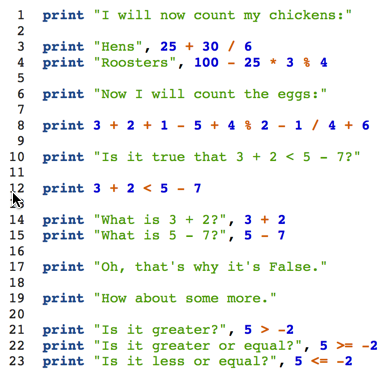 1 print "I will now count my chickens:"
2
3 print "Hens", 25 + 30 / 6
4 print "Roosters", 100 - 25 * 3 % 4
5
6 print "Now I will count the eggs:"
7
8 print 3 + 2 + 1 - 5 + 4 % 2 - 1 / 4 + 6
9
10 print "Is it true that 3 + 2 < 5 - 7?"
11
12 print 3 + 2 < 5 - 7
13
14 print "What is 3 + 2?", 3 + 2
15 print "What is 5 - 7?", 5 - 7
16
17 print "Oh, that's why it's False."
18
19 print "How about some more."
20
21 print "Is it greater?", 5 > -2
22 print "Is it greater or equal?", 5 >= -2
23 print "Is it less or equal?", 5 <= -2